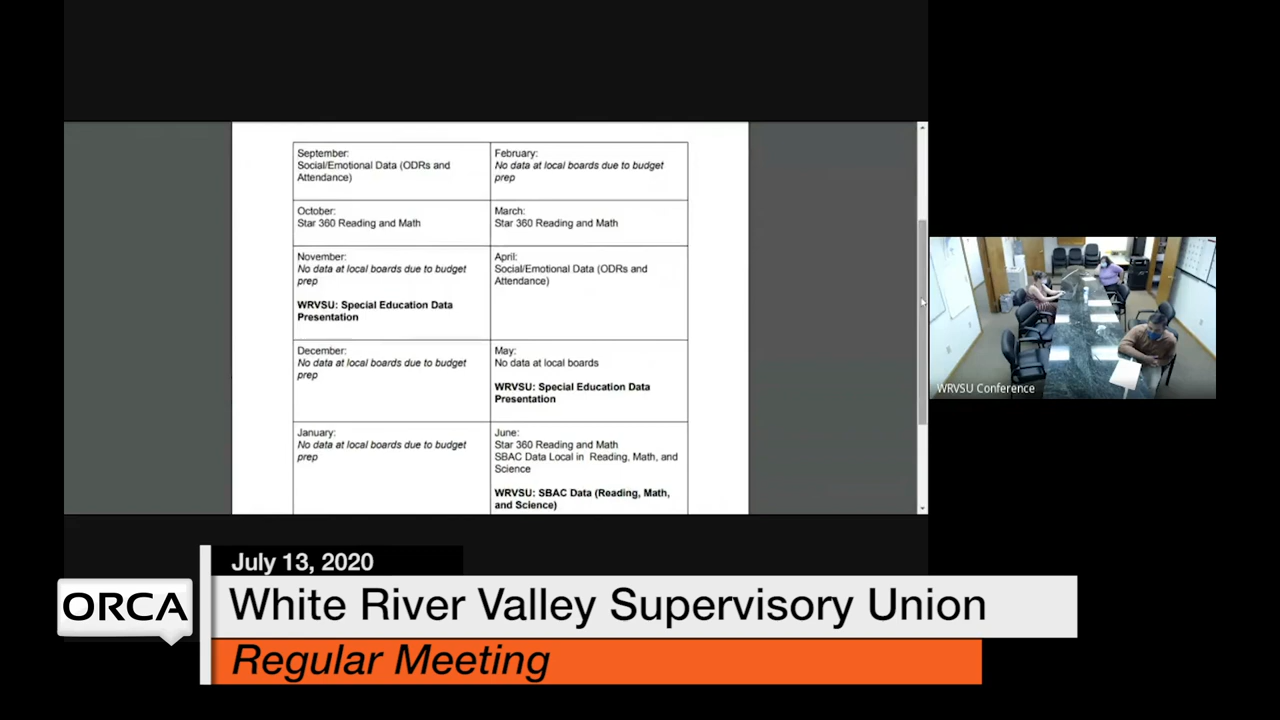 September:
Social/Emotional Data (ODRs and
Attendance)
February:
No data at local boards due to budget
prep
October:
Star 360 Reading and Math
March:
Star 360 Reading and Math
November:
No data at local boards due to budget
prep
WRVSU: Special Education Data
Presentation
April:
Social/Emotional Data (ODRs and
Attendance)
December:
No data at local boards due to budget
prep
May:
No data at local boards
WRVSU: Special Education Data
Presentation
January:
No data at local boards due to budget
prep
June:
Star 360 Reading and Math
SBAC Data Local in Reading, Math, and
Science
WRVSU: SBAC Data (Reading, Math,
and Science)
WRVSU Conference
July 13, 2020
ORCA
White River Valley Supervisory Union
Regular Meeting